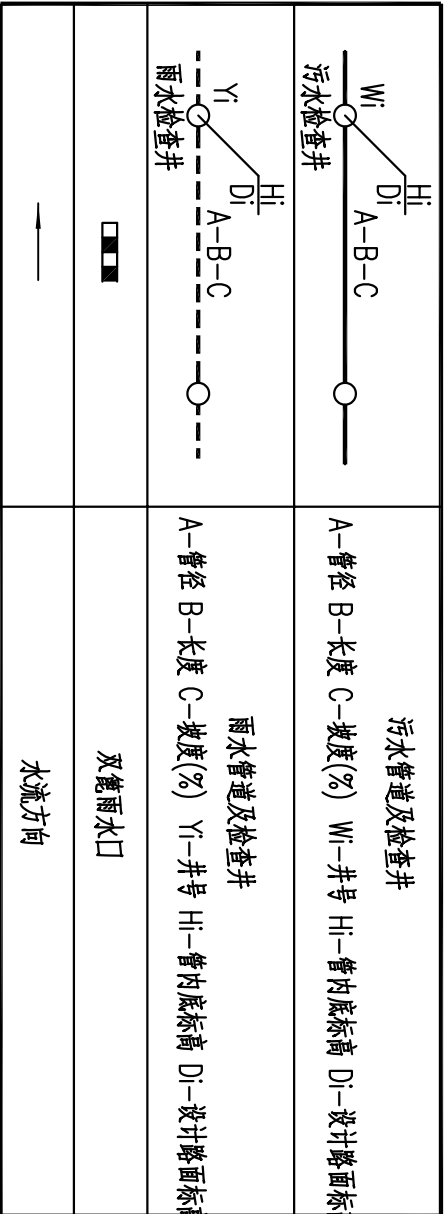 Wi
Hi
Di
A-B-C
污水检查井
污水管道及检查井
A-管径 B-长度 C-坡度(%) Wi-井号 Hi-管内底标高 Di-设计路面标
Yi
Hi
Di
A-B-C
雨水检查井
雨水管道及检查井
A-管径 B-长度 C-坡度(%) Yi-井号 Hi-管内底标高 Di-设计路面标高
双篦雨水口
水流方向